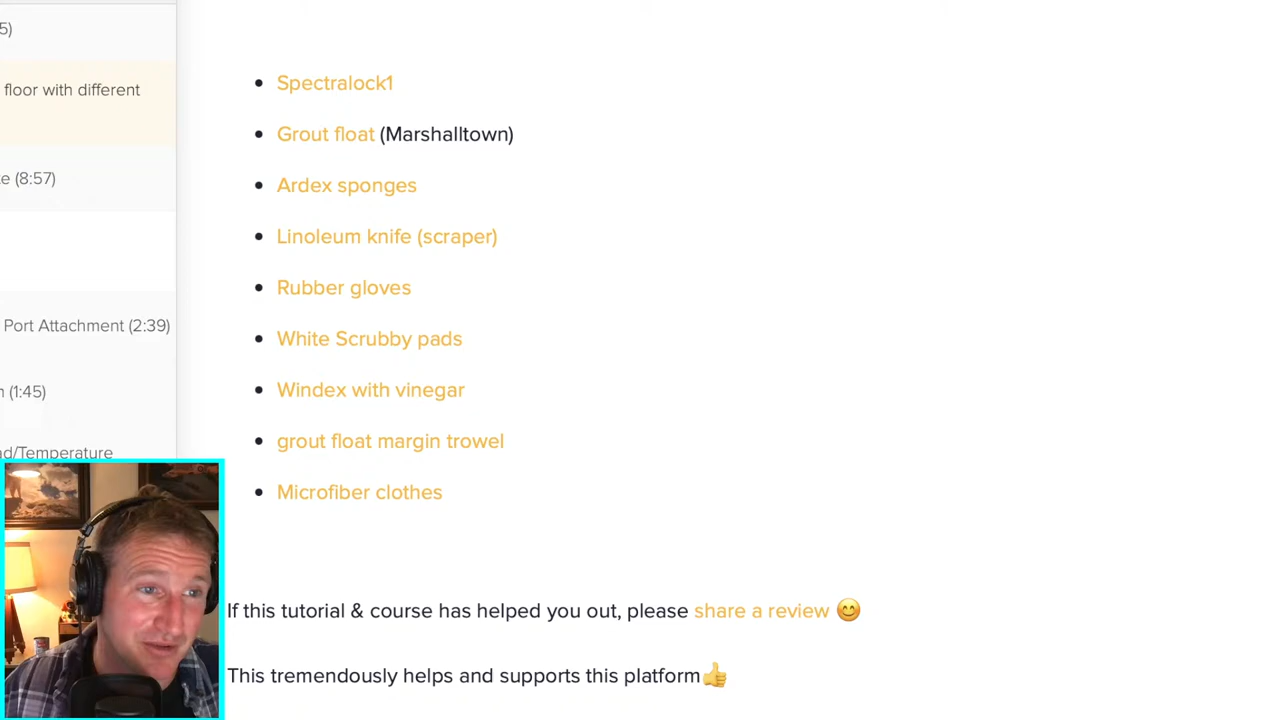 5)
floor with different
e (8:57)
Port Attachment (2:39)
(1:45)
ad/Temperature
Spectralock1
Grout float (Marshalltown)
Ardex sponges
Linoleum knife (scraper)
Rubber gloves
White Scrubby pads
Windex with vinegar
grout float margin trowel
Microfiber clothes
If this tutorial & course has helped you out, please share a review 😊
This tremendously helps and supports this platform👍